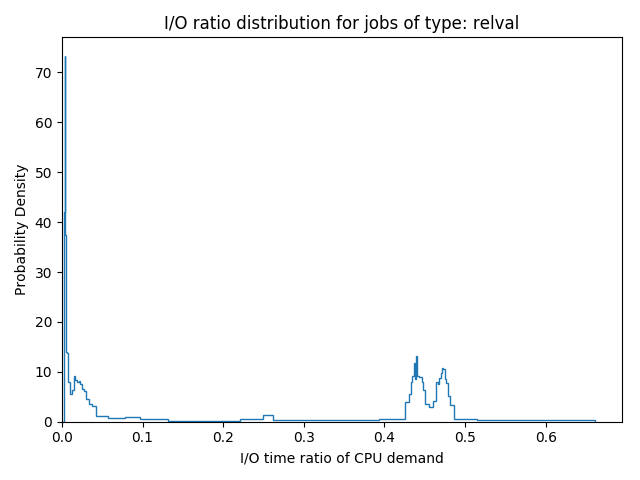 I/O ratio distribution for jobs of type: relval
Probability Density
70
60
50
40
30
20
10
0
0.0 0.1 0.2 0.3 0.4 0.5 0.6
I/O time ratio of CPU demand